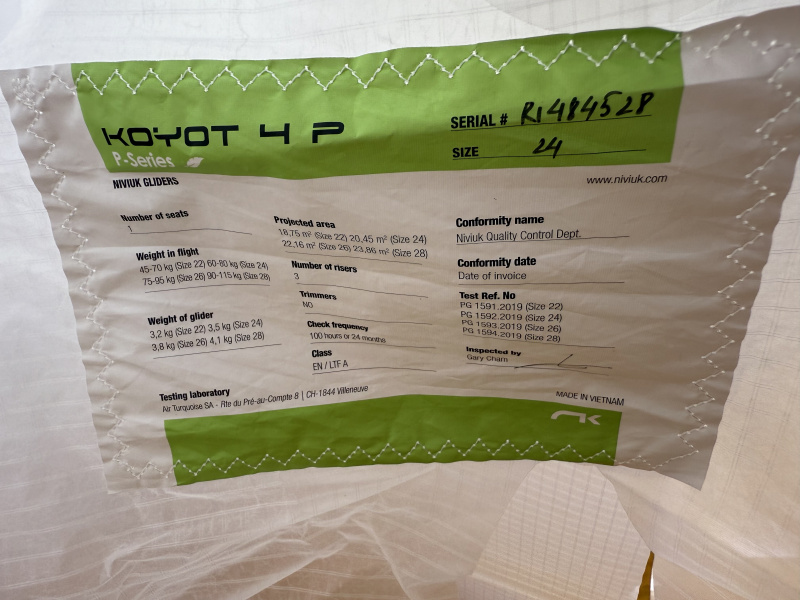 KOYOT 4 P
P-Series
SERIAL # R1484528
SIZE 24
NIVIUK GLIDERS
www.niviuk.com
Number of seats
1
Weight in flight
45-70 kg (Size 22) 60-80 kg (Size 24)
75-95 kg (Size 26) 90-115 kg (Size 28)
Weight of glider
3,2 kg (Size 22) 3,5 kg (Size 24)
3,8 kg (Size 26) 4,1 kg (Size 28)
Projected area
18,75 m² (Size 22) 20,45 m² (Size 24)
22,16 m² (Size 26) 23,86 m² (Size 28)
Number of risers
3
Trimmers
NO
Check frequency
100 hours or 24 months
Class
EN / LTF A
Conformity name
Niviuk Quality Control Dept.
Conformity date
Date of invoice
Test Ref. No
PG 1591.2019 (Size 22)
PG 1592.2019 (Size 24)
PG 1593.2019 (Size 26)
PG 1594.2019 (Size 28)
Inspected by
Gary Charn
Testing laboratory
Air Turquoise SA - Rte du Pré-au-Compte 8 | CH-1844 Villeneuve
MADE IN VIETNAM